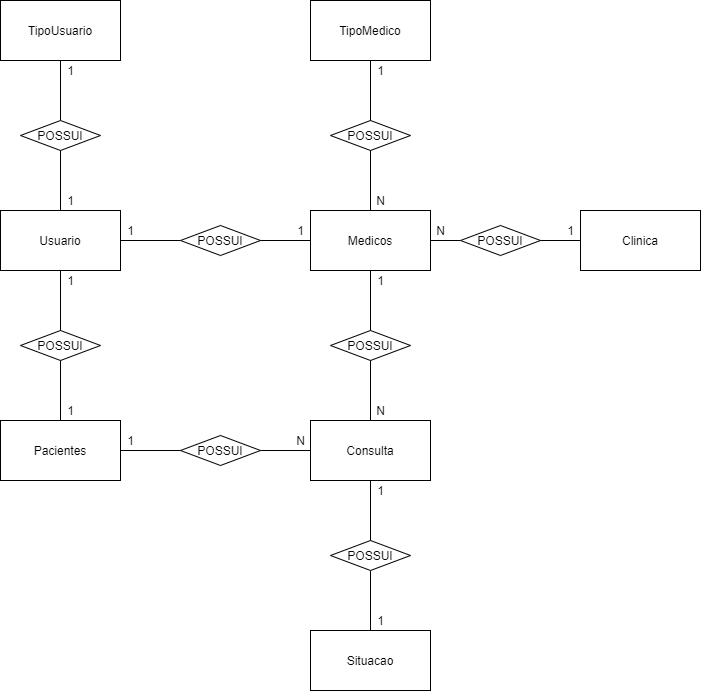 TipoUsuario
TipoMedico
1
1
POSSUI
POSSUI
1
N
Usuario
1
POSSUI
1
Medicos
N
POSSUI
1
Clinica
1
1
POSSUI
POSSUI
1
N
Pacientes
1
POSSUI
N
Consulta
1
POSSUI
1
Situacao